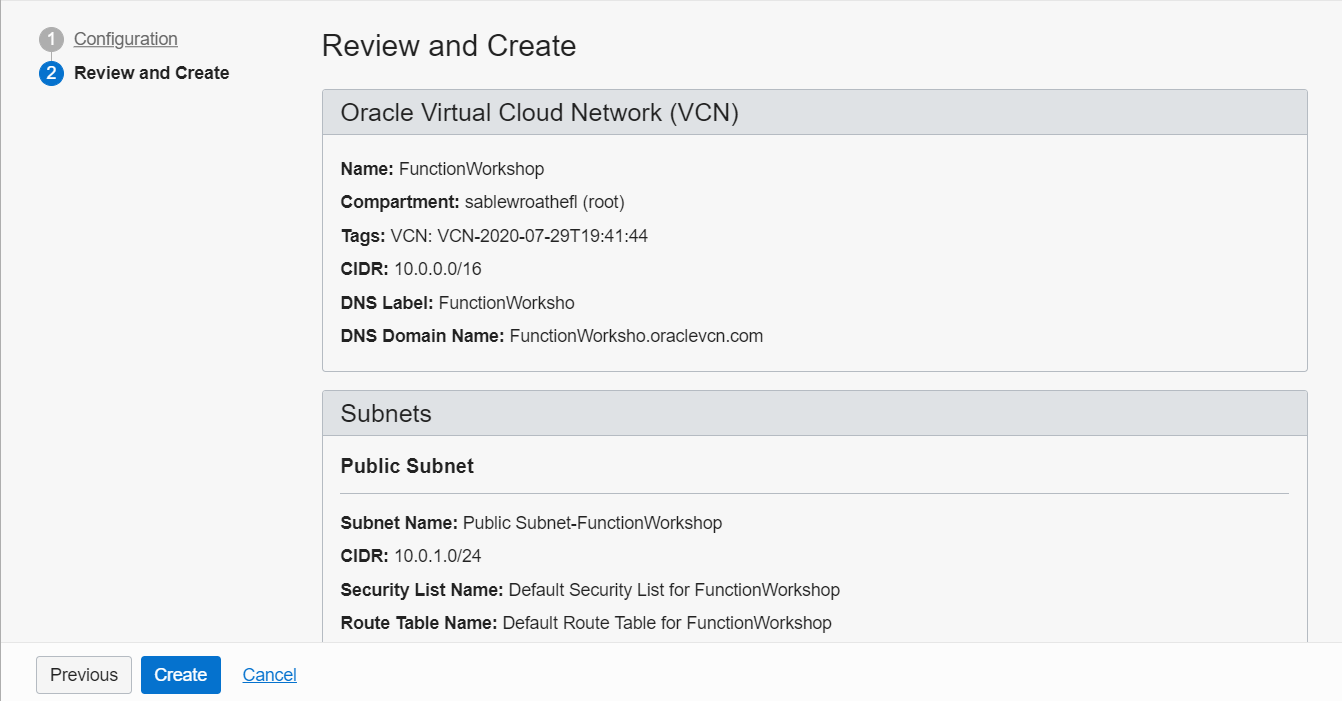 1 Configuration
2 Review and Create
Review and Create
Oracle Virtual Cloud Network (VCN)
Name: FunctionWorkshop
Compartment: sablewroathefl (root)
Tags: VCN: VCN-2020-07-29T19:41:44
CIDR: 10.0.0.0/16
DNS Label: FunctionWorksho
DNS Domain Name: FunctionWorksho.oraclevcn.com
Subnets
Public Subnet
Subnet Name: Public Subnet-FunctionWorkshop
CIDR: 10.0.1.0/24
Security List Name: Default Security List for FunctionWorkshop
Route Table Name: Default Route Table for FunctionWorkshop
Previous Create Cancel